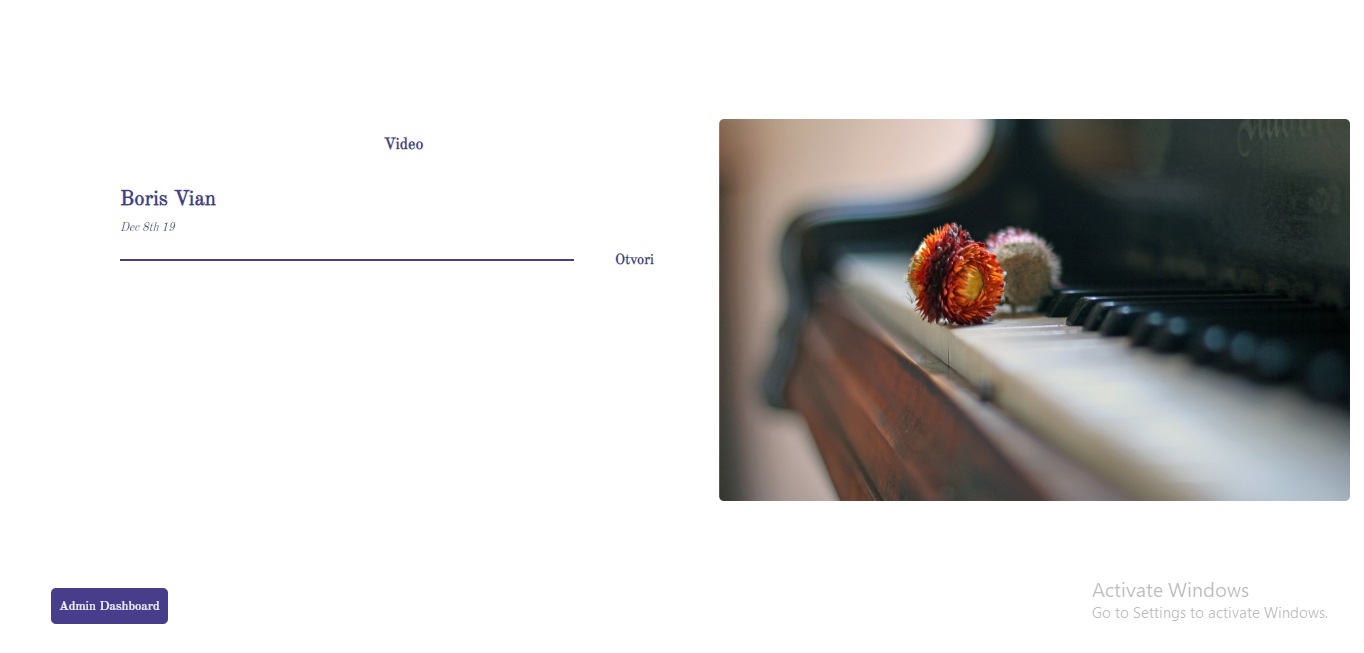 Video
Boris Vian
Dec 8th 19
Otvori
Admin Dashboard
Activate Windows
Go to Settings to activate Windows.